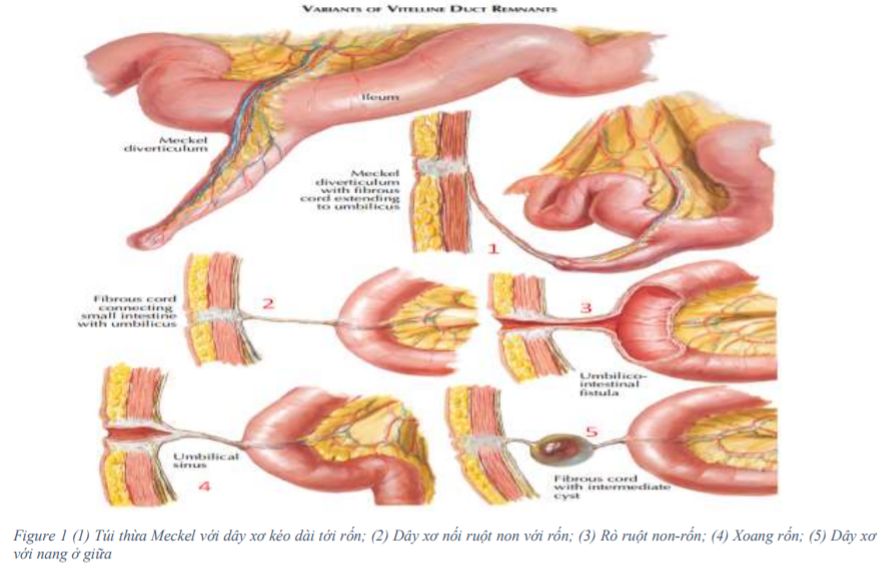 VARIANTS OF VITELLINE DUCT REMNANTS
Ileum
Meckel
diverticulum
Meckel
diverticulum
with fibrous
cord extending
to umbilicus
1
Fibrous cord
connecting
small intestine
with umbilicus
2
3
Umbilico-
intestinal
fistula
Umbilical
sinus
4
5
Fibrous cord
with intermediate
cyst
Figure 1 (1) Túi thừa Meckel với dây xơ kéo dài tới rốn; (2) Dây xơ nối ruột non với rốn; (3) Rò ruột non-rốn; (4) Xoang rốn; (5) Dây xơ
với nang ở giữa